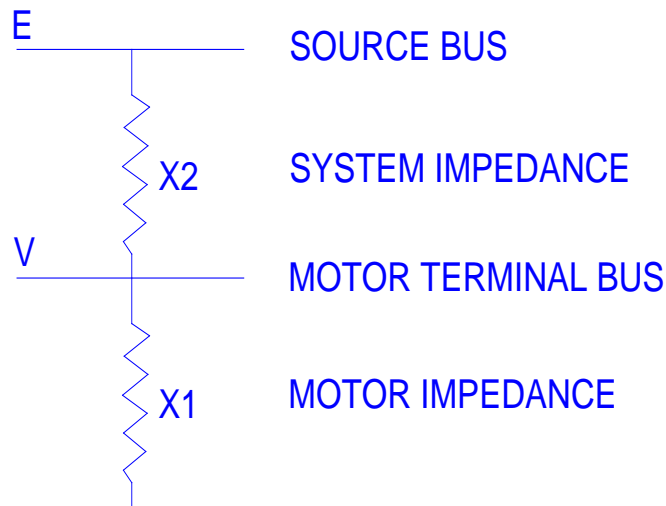 E
SOURCE BUS
X2
SYSTEM IMPEDANCE
V
MOTOR TERMINAL BUS
X1
MOTOR IMPEDANCE